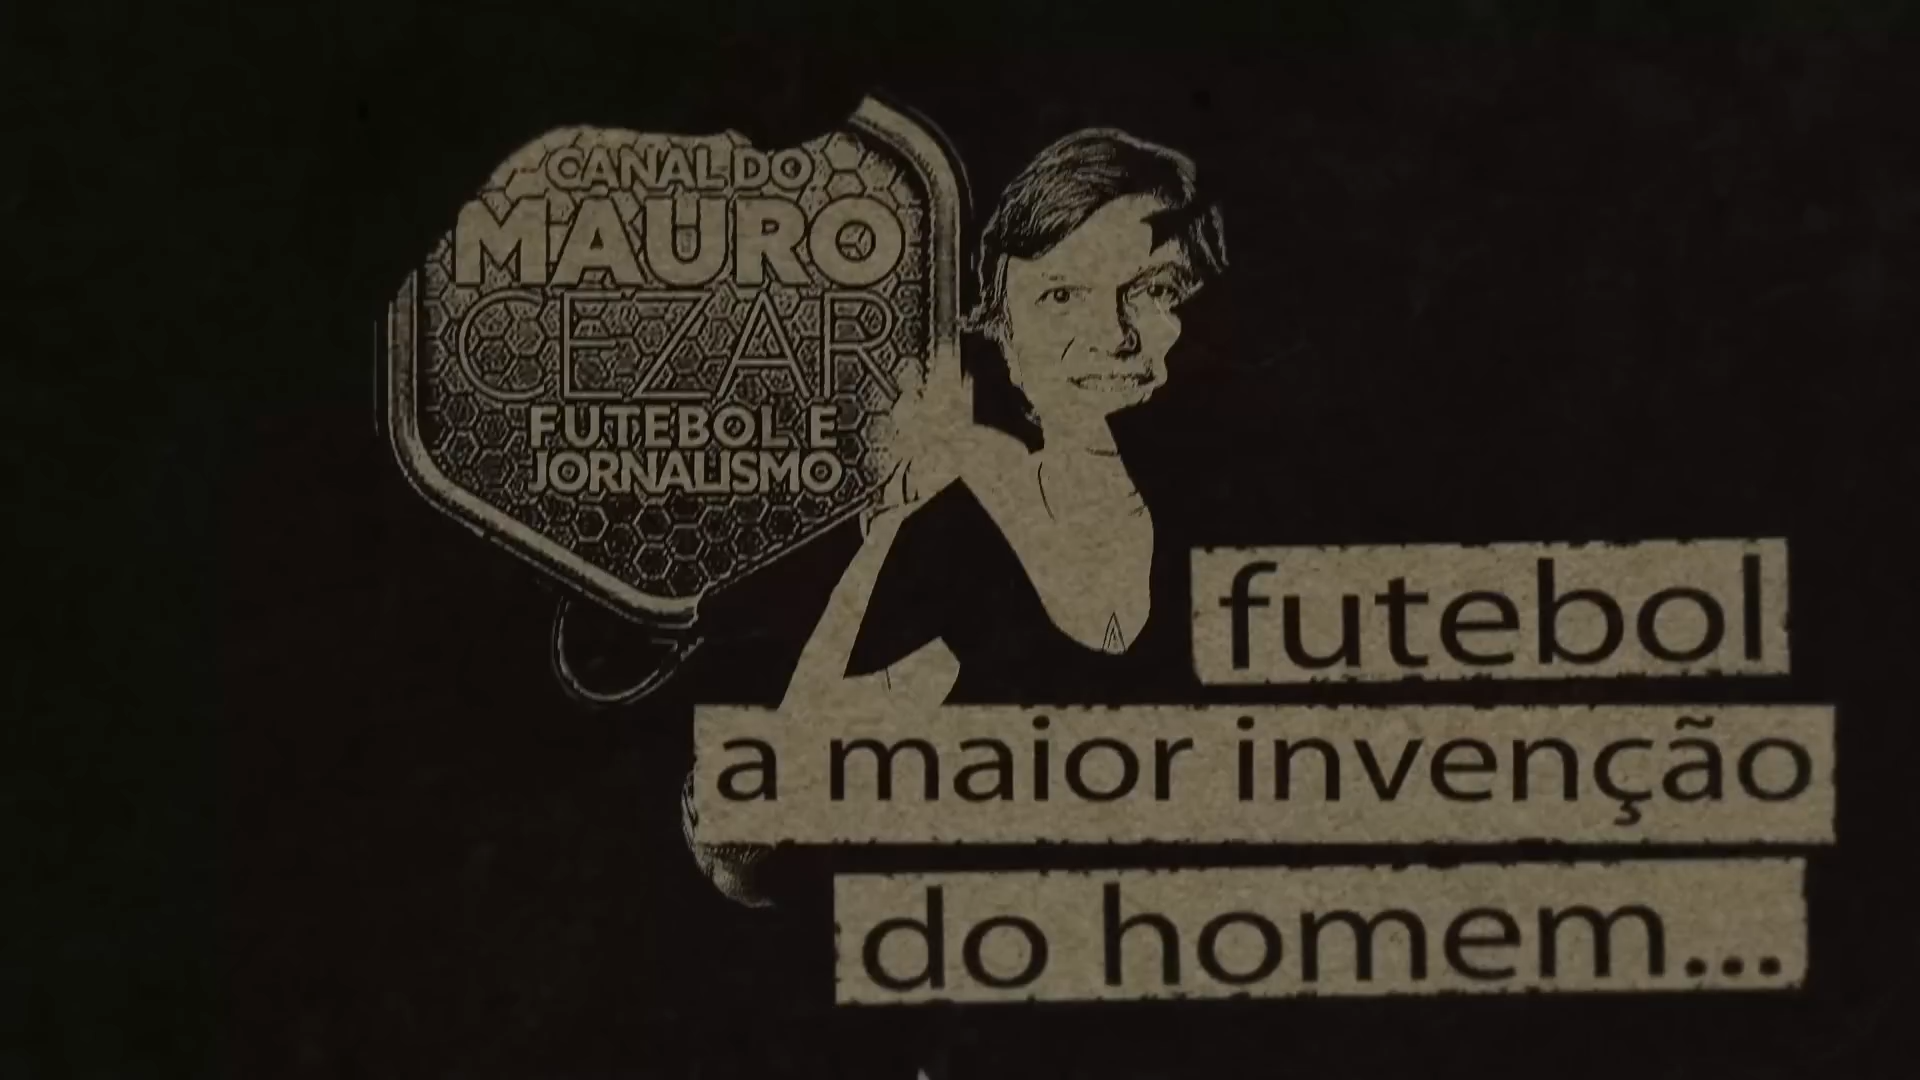 CANAL DO
MAURO
CEZAR
FUTEBOL E
JORNALISMO
futebol
a maior invenção
do homem...